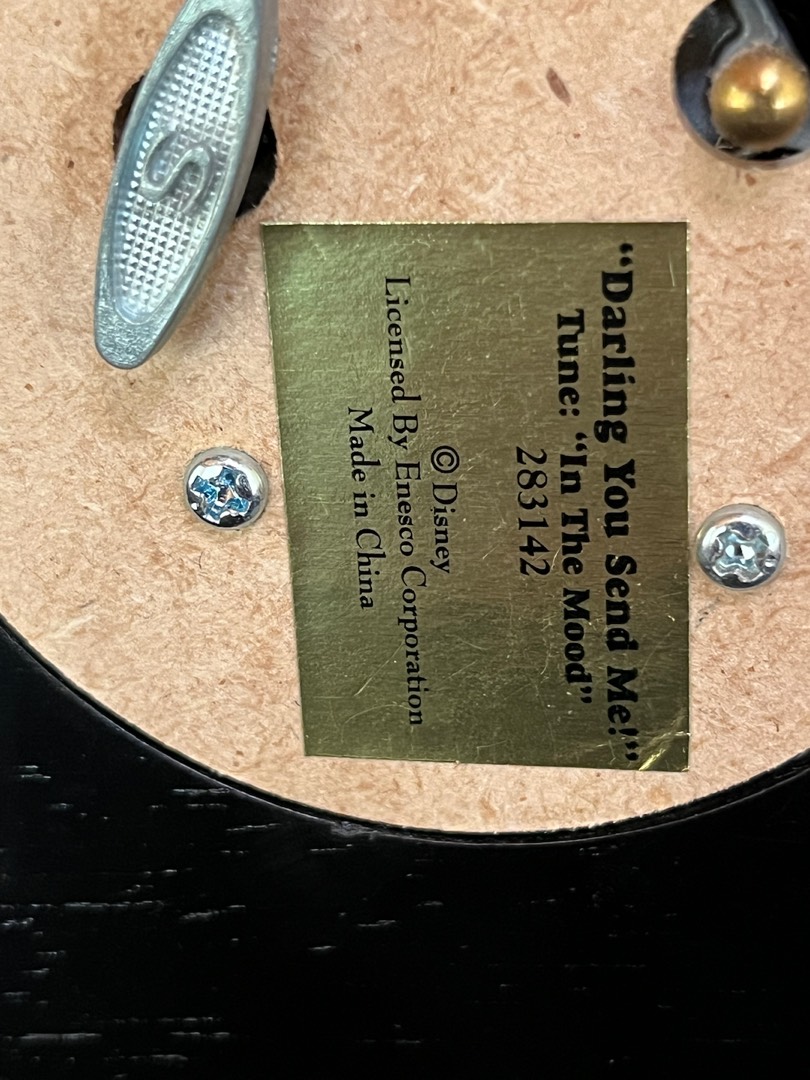 S
“Darling You Send Me!”
Tune: “In The Mood”
283142
© Disney
Licensed By Enesco Corporation
Made in China